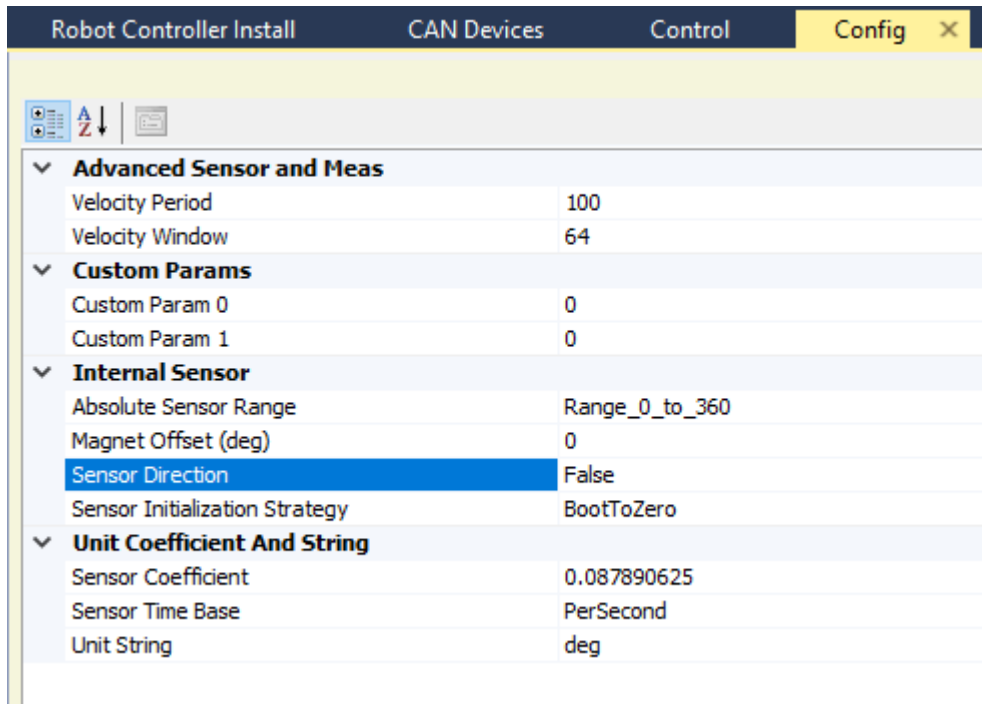 Robot Controller Install CAN Devices Control Config ×
A Z
Advanced Sensor and Meas
Velocity Period 100
Velocity Window 64
Custom Params
Custom Param 0 0
Custom Param 1 0
Internal Sensor
Absolute Sensor Range Range_0_to_360
Magnet Offset (deg) 0
Sensor Direction False
Sensor Initialization Strategy BootToZero
Unit Coefficient And String
Sensor Coefficient 0.087890625
Sensor Time Base PerSecond
Unit String deg